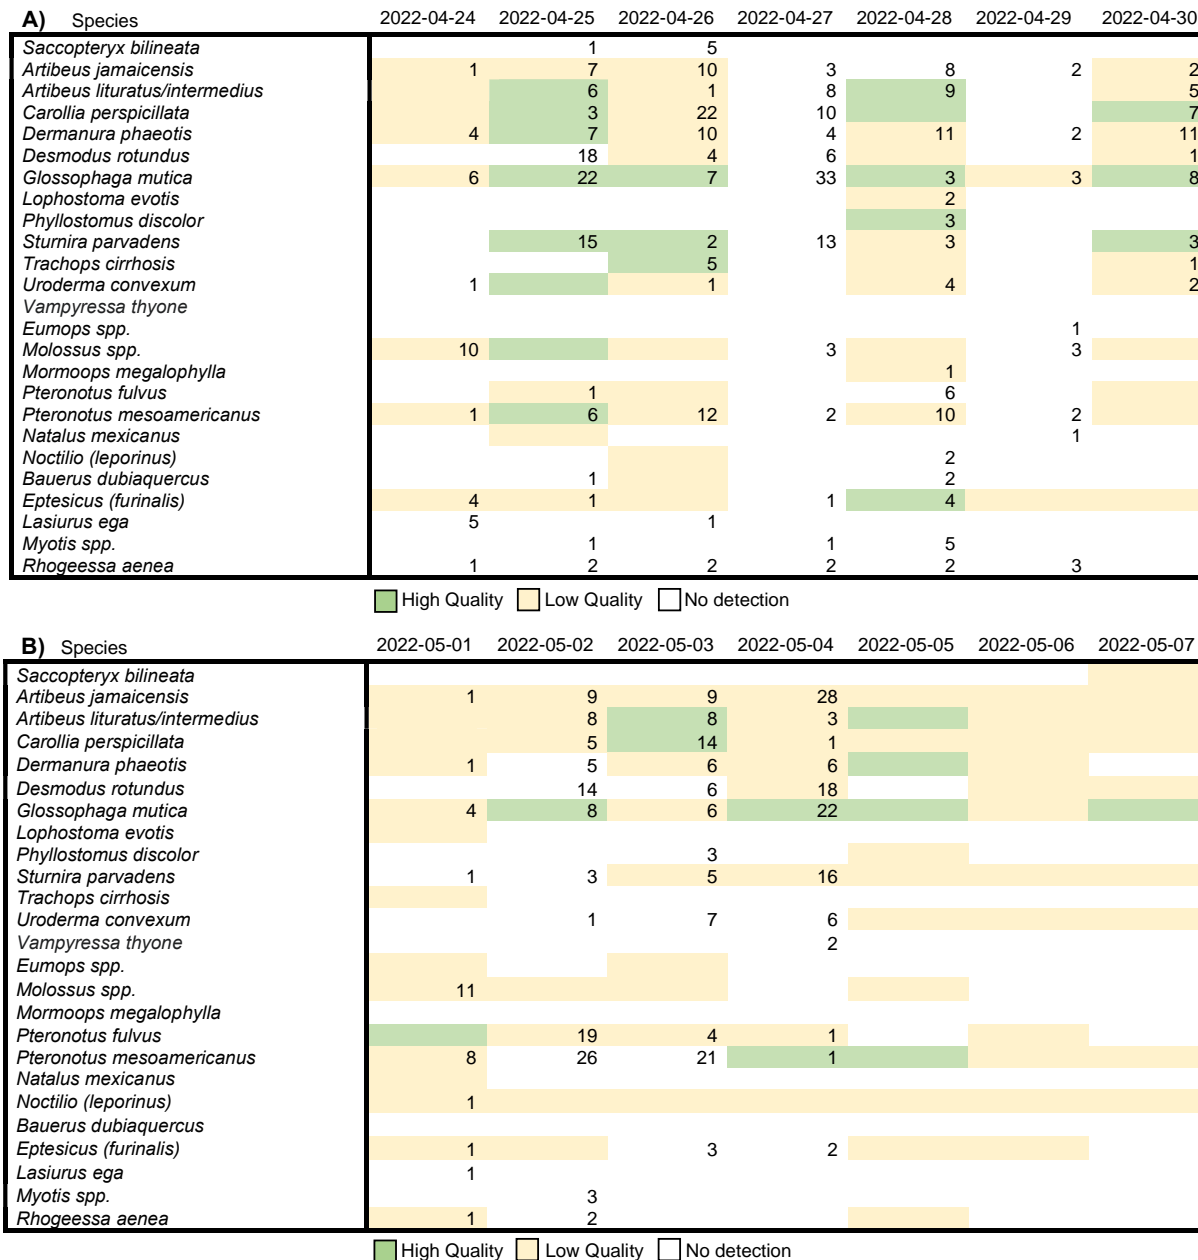 A) Species 2022-04-24 2022-04-25 2022-04-26 2022-04-27 2022-04-28 2022-04-29 2022-04-30
Saccopteryx bilineata 1 5
Artibeus jamaicensis 1 7 10 3 8 2 2
Artibeus lituratus/intermedius 6 1 8 9 5
Carollia perspicillata 3 22 10 7
Dermanura phaeotis 4 7 10 4 11 2 11
Desmodus rotundus 18 4 6 1
Glossophaga mutica 6 22 7 33 3 3 8
Lophostoma evotis 2
Phyllostomus discolor 3
Sturnira parvadens 15 2 13 3 3
Trachops cirrhosis 5 1
Uroderma convexum 1 1 4 2
Vampyressa thyone
Eumops spp. 1
Molossus spp. 10 3 3
Mormoops megalophylla 1
Pteronotus fulvus 1 6
Pteronotus mesoamericanus 1 6 12 2 10 2
Natalus mexicanus 1
Noctilio (leporinus) 2
Bauerus dubiaquercus 1 2
Eptesicus (furinalis) 4 1 1 4
Lasiurus ega 5 1
Myotis spp. 1 1 5
Rhogeessa aenea 1 2 2 2 2 3
High Quality Low Quality No detection
B) Species 2022-05-01 2022-05-02 2022-05-03 2022-05-04 2022-05-05 2022-05-06 2022-05-07
Saccopteryx bilineata
Artibeus jamaicensis 1 9 9 28
Artibeus lituratus/intermedius 8 8 3
Carollia perspicillata 5 14 1
Dermanura phaeotis 1 5 6 6
Desmodus rotundus 14 6 18
Glossophaga mutica 4 8 6 22
Lophostoma evotis
Phyllostomus discolor 3
Sturnira parvadens 1 3 5 16
Trachops cirrhosis
Uroderma convexum 1 7 6
Vampyressa thyone 2
Eumops spp.
Molossus spp. 11
Mormoops megalophylla
Pteronotus fulvus 19 4 1
Pteronotus mesoamericanus 8 26 21 1
Natalus mexicanus
Noctilio (leporinus) 1
Bauerus dubiaquercus
Eptesicus (furinalis) 1 3 2
Lasiurus ega 1
Myotis spp. 3
Rhogeessa aenea 1 2
High Quality Low Quality No detection